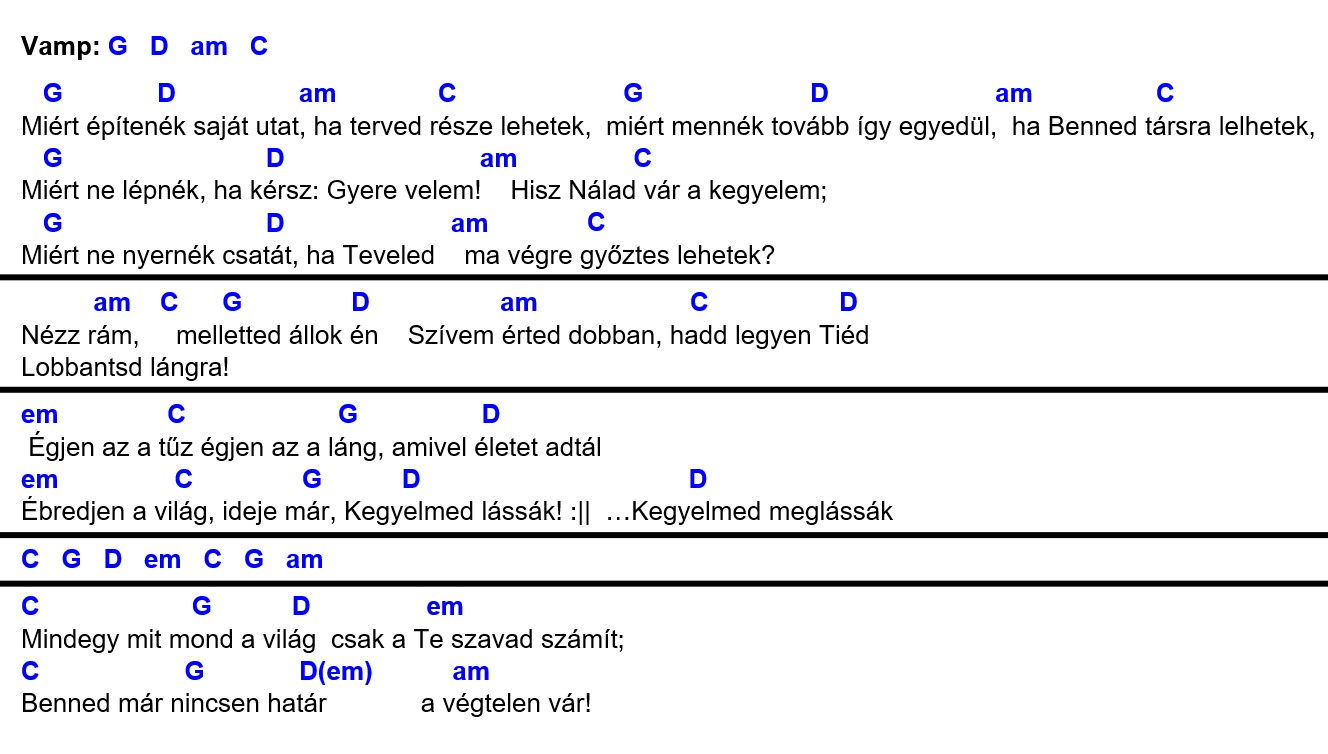 Vamp: G D am C
G D am C G D am C
Miért építenék saját utat, ha terved része lehetek, miért mennék tovább így egyedül, ha Benned társra lelhetek,
G D am C
Miért ne lépnék, ha kérsz: Gyere velem! Hisz Nálad vár a kegyelem;
G D am C
Miért ne nyernék csatát, ha Teveled ma végre győztes lehetek?
am C G D am C D
Nézz rám, melletted állok én Szívem érted dobban, hadd legyen Tiéd
Lobbantsd lángra!
em C G D
Égjen az a tűz égjen az a láng, amivel életet adtál
em C G D D
Ébredjen a világ, ideje már, Kegyelmed lássák! :|| …Kegyelmed meglássák
C G D em C G am
C G D em
Mindegy mit mond a világ csak a Te szavad számít;
C G D(em) am
Benned már nincsen határ a végtelen vár!